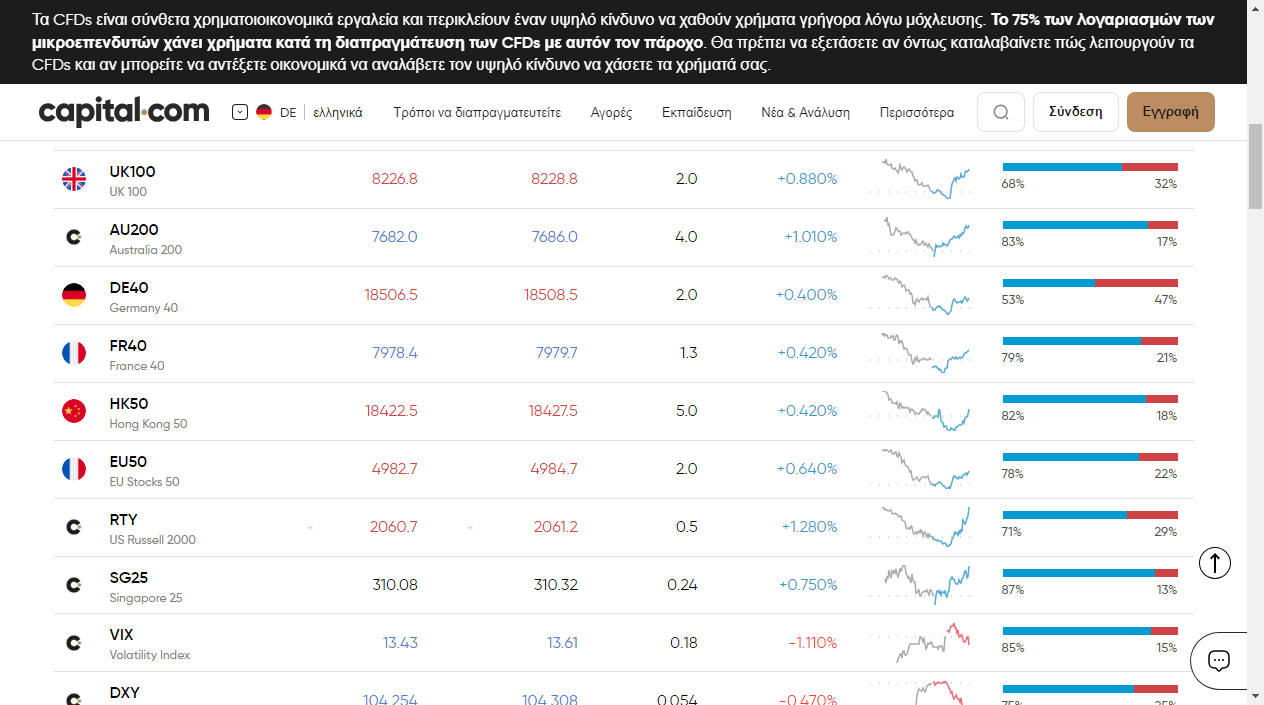 Τα CFDs είναι σύνθετα χρηματοιοικονομικά εργαλεία και περικλείουν έναν υψηλό κίνδυνο να χαθούν χρήματα γρήγορα λόγω μόχλευσης. Το 75% των λογαριασμών των
μικροεπενδυτών χάνει χρήματα κατά τη διαπραγμάτευση των CFDs με αυτόν τον πάροχο. Θα πρέπει να εξετάσετε αν όντως καταλαβαίνετε πώς λειτουργούν τα
CFDs και αν μπορείτε να αντέξετε οικονομικά να αναλάβετε τον υψηλό κίνδυνο να χάσετε τα χρήματά σας.
capital.com DE ελληνικά Τρόποι να διαπραγματευτείτε Αγορές Εκπαίδευση Νέα & Ανάλυση Περισσότερα Σύνδεση Εγγραφή
UK100 8226.8 8228.8 2.0 +0.880%
UK 100 68% 32%
AU200 7682.0 7686.0 4.0 +1.010%
Australia 200 83% 17%
DE40 18506.5 18508.5 2.0 +0.400%
Germany 40 53% 47%
FR40 7978.4 7979.7 1.3 +0.420%
France 40 79% 21%
HK50 18422.5 18427.5 5.0 +0.420%
Hong Kong 50 82% 18%
EU50 4982.7 4984.7 2.0 +0.640%
EU Stocks 50 78% 22%
RTY 2060.7 2061.2 0.5 +1.280%
US Russell 2000 71% 29%
SG25 310.08 310.32 0.24 +0.750%
Singapore 25 87% 13%
VIX 13.43 13.61 0.18 -1.110%
Volatility Index 85% 15%
DXY 104.254 104.308 0.054 -0.470%
75% 25%